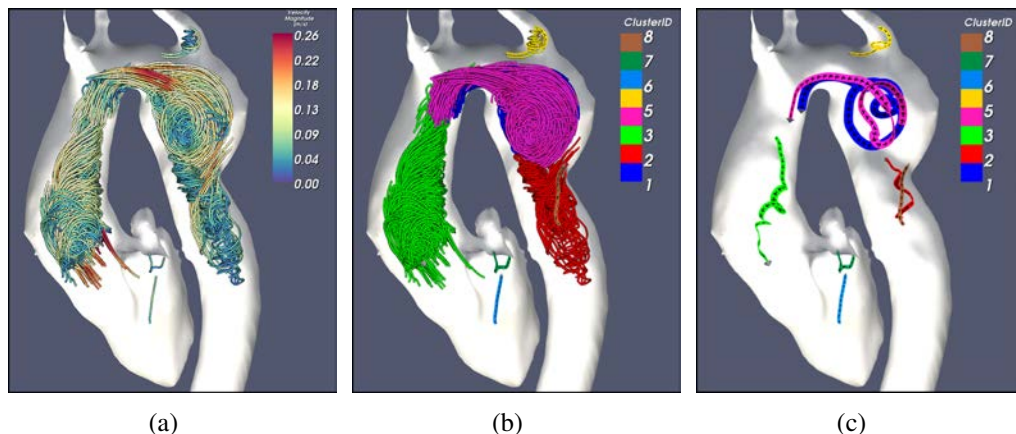 Velocity
Magnitude
[m/s]
0.26
0.22
0.18
0.13
0.09
0.04
0.00
ClusterID
8
7
6
5
3
2
1
ClusterID
8
7
6
5
3
2
1
(a)
(b)
(c)